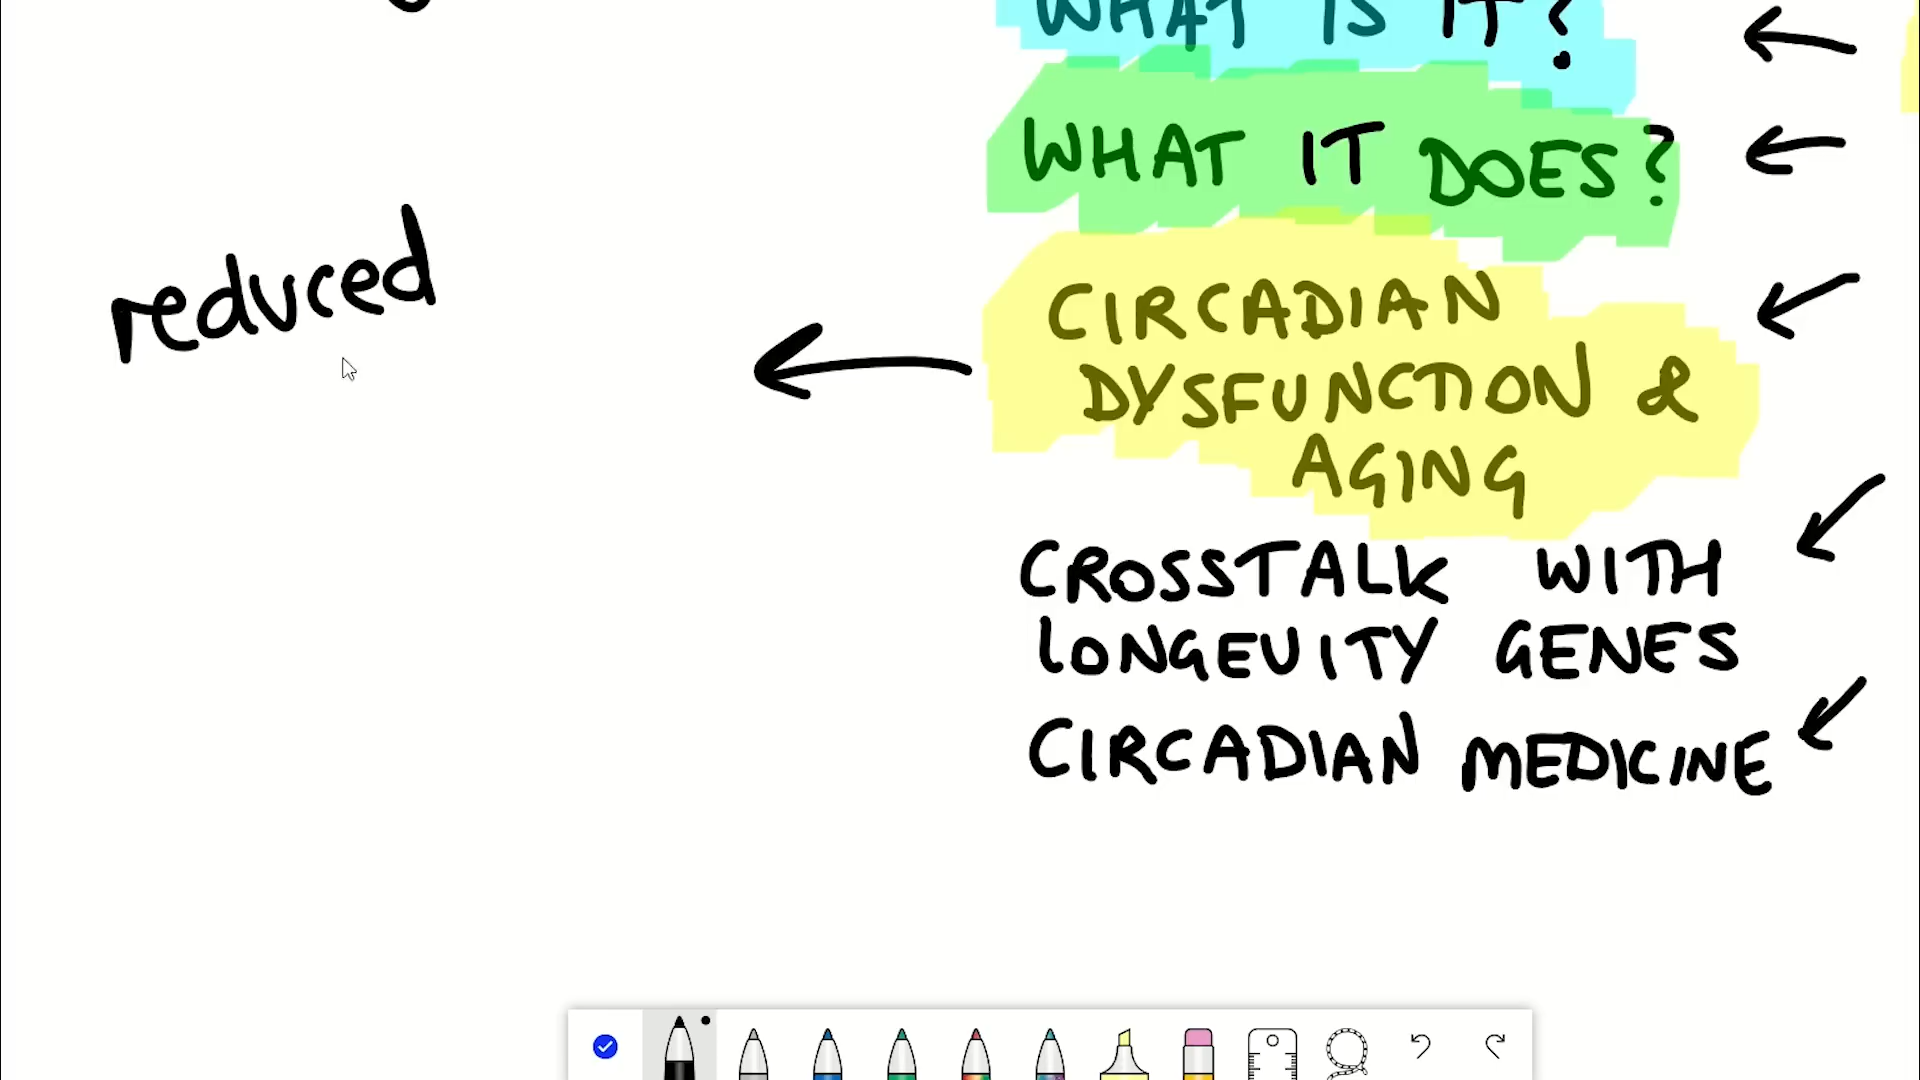 WHAT IS IT?
WHAT IT DOES?
reduced
CIRCADIAN
DYSFUNCTION &
AGING
CROSSTALK WITH
LONGEVITY GENES
CIRCADIAN MEDICINE